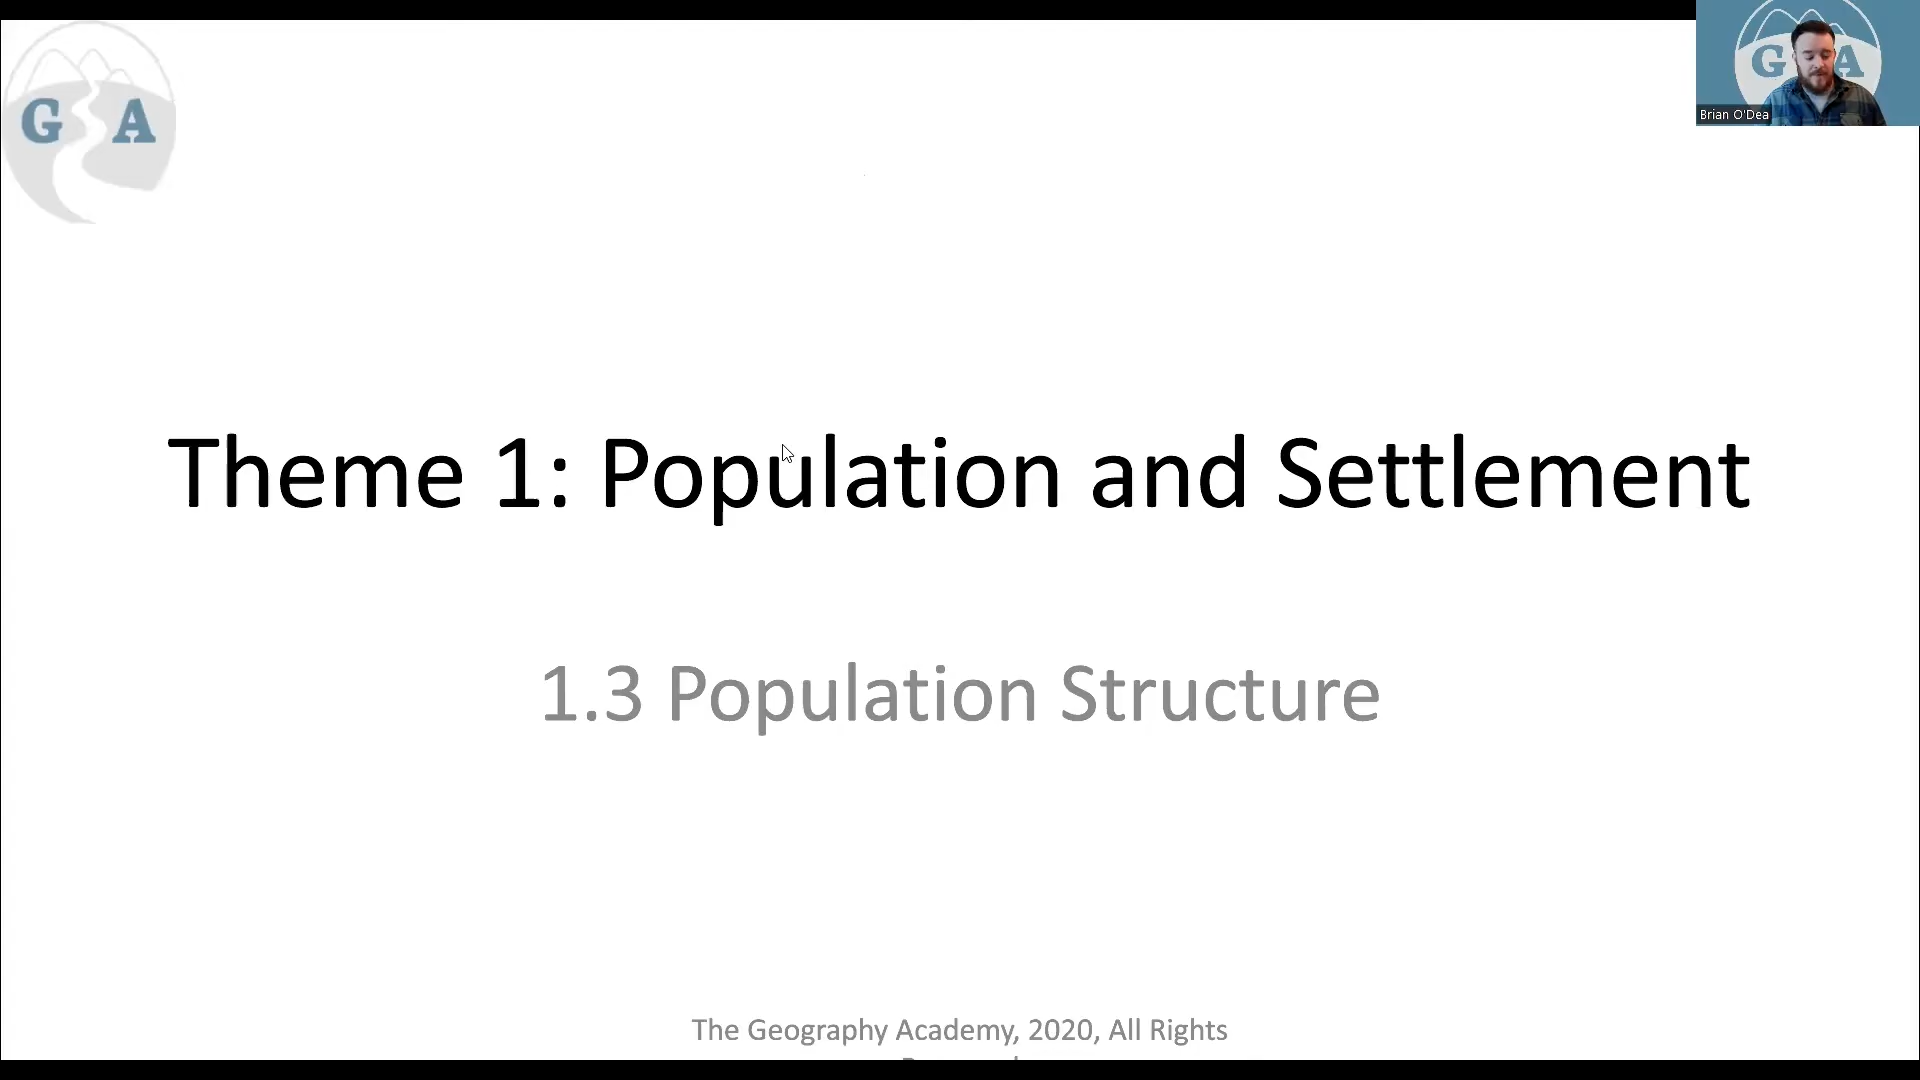 G A
G A
Brian O'Dea
Theme 1: Population and Settlement
1.3 Population Structure
The Geography Academy, 2020, All Rights